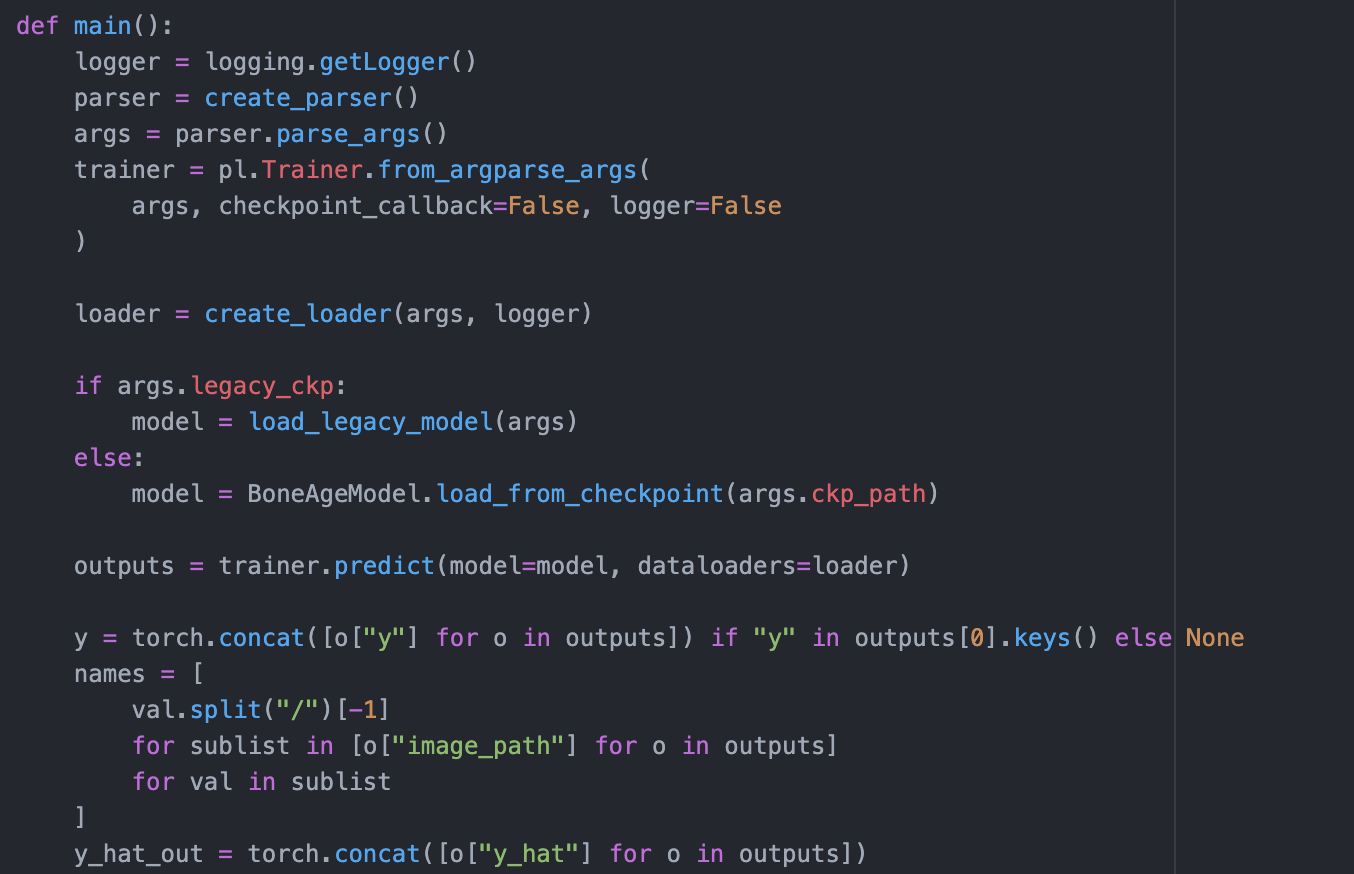 def main():
    logger = logging.getLogger()
    parser = create_parser()
    args = parser.parse_args()
    trainer = pl.Trainer.from_argparse_args(
        args, checkpoint_callback=False, logger=False
    )

    loader = create_loader(args, logger)

    if args.legacy_ckp:
        model = load_legacy_model(args)
    else:
        model = BoneAgeModel.load_from_checkpoint(args.ckp_path)

    outputs = trainer.predict(model=model, dataloaders=loader)

    y = torch.concat([o["y"] for o in outputs]) if "y" in outputs[0].keys() else None
    names = [
        val.split("/")[-1]
        for sublist in [o["image_path"] for o in outputs]
        for val in sublist
    ]
    y_hat_out = torch.concat([o["y_hat"] for o in outputs])